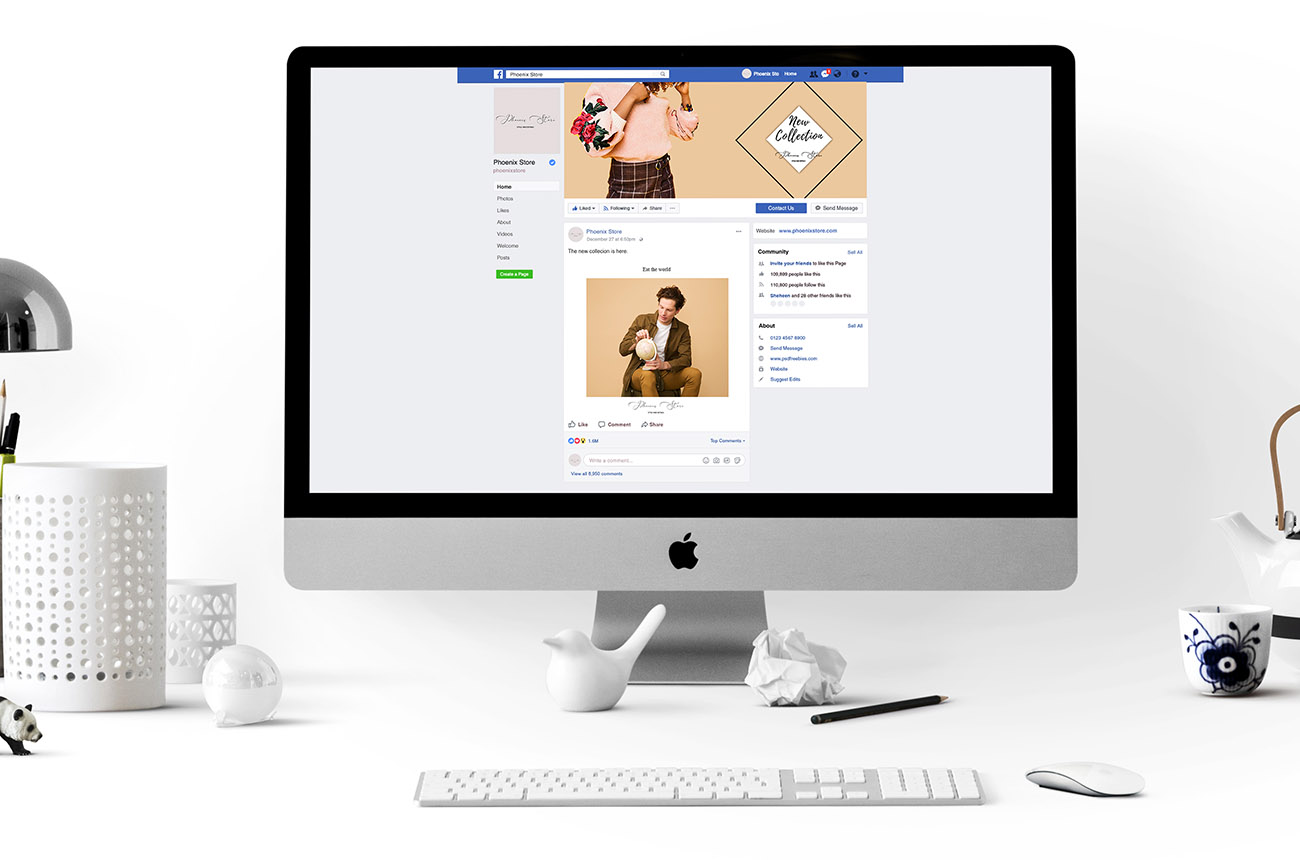 Phoenix Store
Phoenix Sto
Home
Phoenix Store
Phoenix Store
phoenixstore
Home
Photos
Likes
About
Videos
Welcome
Posts
Create a Page
New
Collection
Phoenix Store
Liked
Following
Share
Contact Us
Send Message
Phoenix Store
December 27 at 6:50pm
The new collecion is here
Eat the world
Phoenix Store
Like
Comment
Share
1.6M
Top Comments
Write a comment...
View all 8,950 comments
Website www.phoenixstore.com
Community
See All
Invite your friends to like this Page
109,899 people like this
110,800 people follow this
Shaheen and 28 other friends like this
About
See All
0123 4567 8900
Send Message
www.psdfreebies.com
Website
Suggest Edits